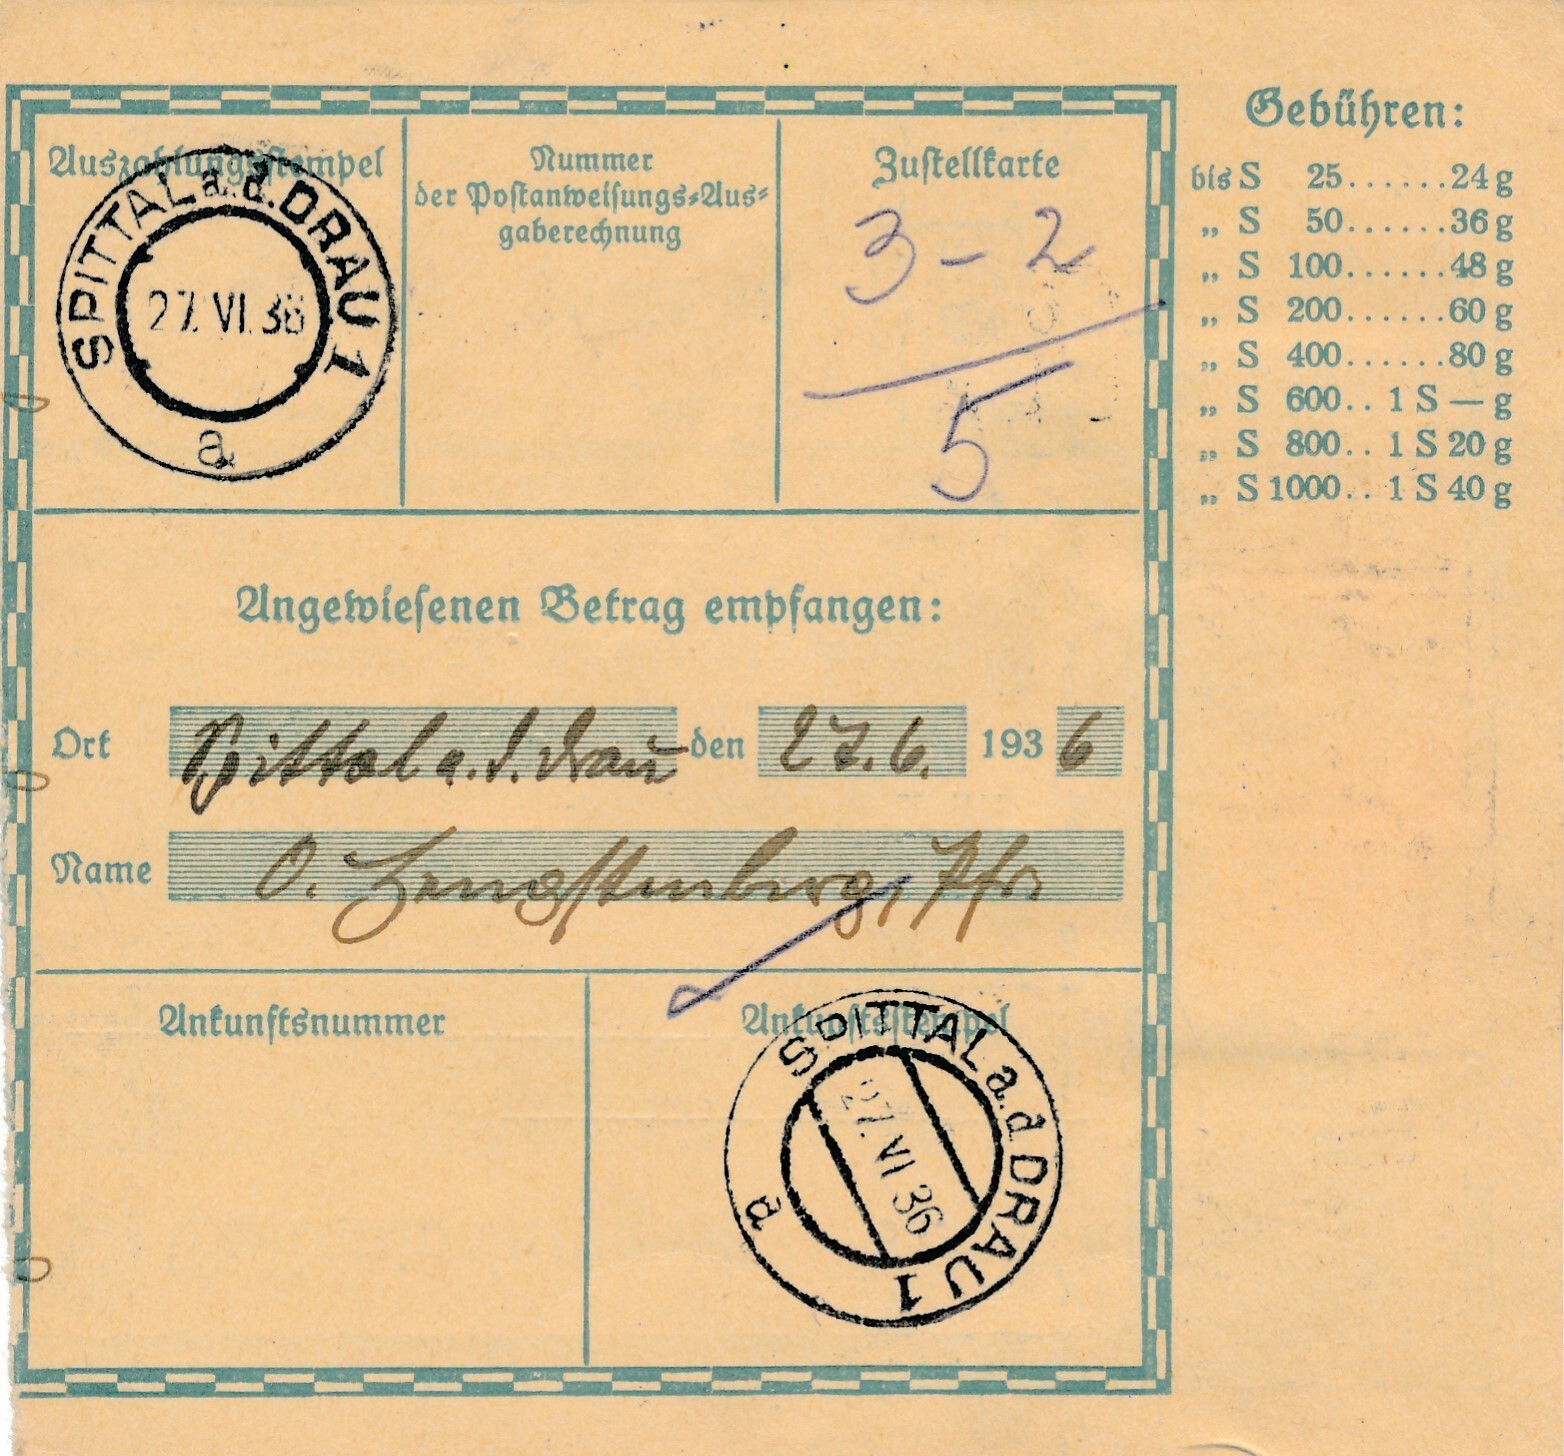 Auszahlungsstempel
SPITTAL a.d. DRAU 1
27. VI. 36
a
Nummer
der Postanweisungs-Aus-
gaberechnung
Zustellkarte
3 - 2
5
Gebühren:
bis S 25......24 g
„ S 50......36 g
„ S 100......48 g
„ S 200......60 g
„ S 400......80 g
„ S 600.. 1 S — g
„ S 800.. 1 S 20 g
„ S 1000.. 1 S 40 g
Angewiesenen Betrag empfangen:
Ort Spittal a. d. Drau den 27. 6. 1936
Name O. Hengstenberg, Pfr
Ankunftsnummer
Ankunftsstempel
SPITTAL a.d DRAU 1
27. VI 36
a